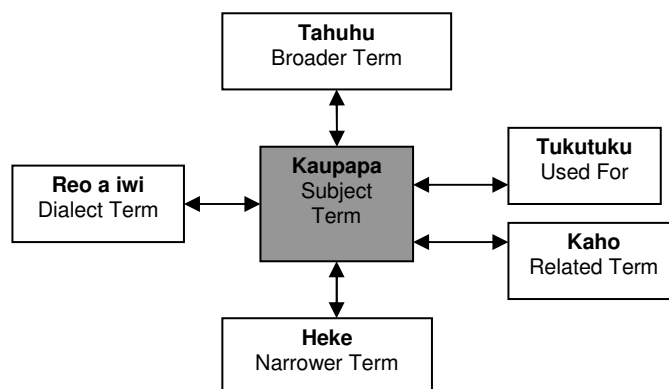 Tahuhu
Broader Term
Tukutuku
Used For
Kaupapa
Subject
Term
Reo a iwi
Dialect Term
Kaho
Related Term
Heke
Narrower Term